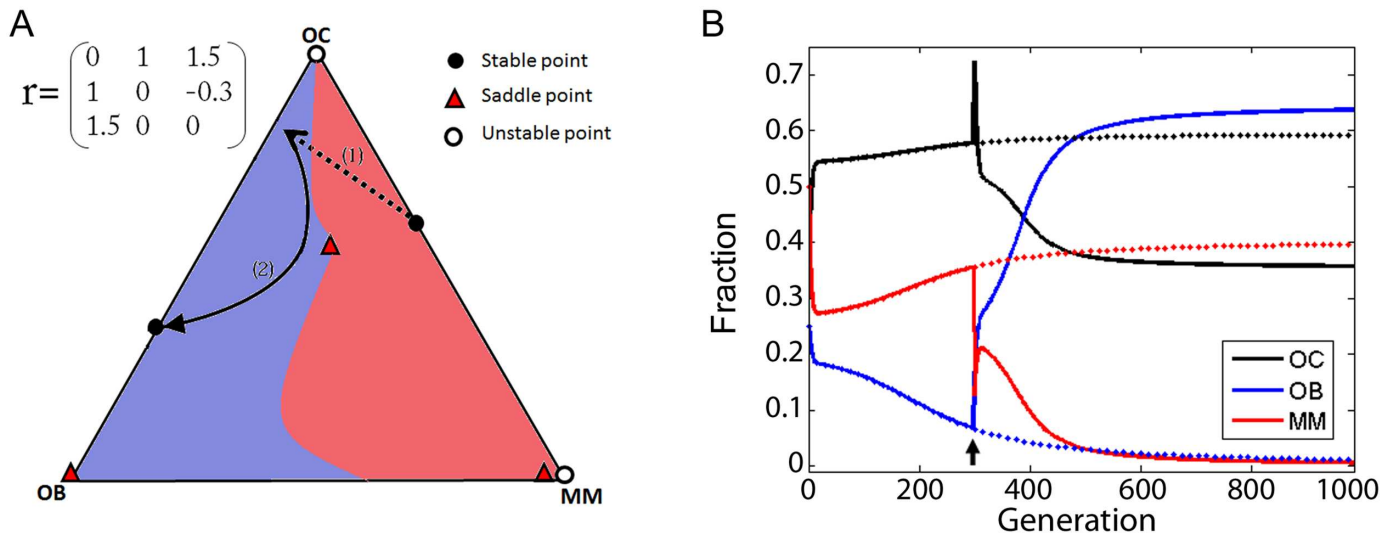 A
OC
r=
0 1 1.5
1 0 -0.3
1.5 0 0
Stable point
Saddle point
Unstable point
(1)
(2)
OB
MM
B
Fraction
0.7
0.6
0.5
0.4
0.3
0.2
0.1
0
0 200 400 600 800 1000
Generation
OC
OB
MM